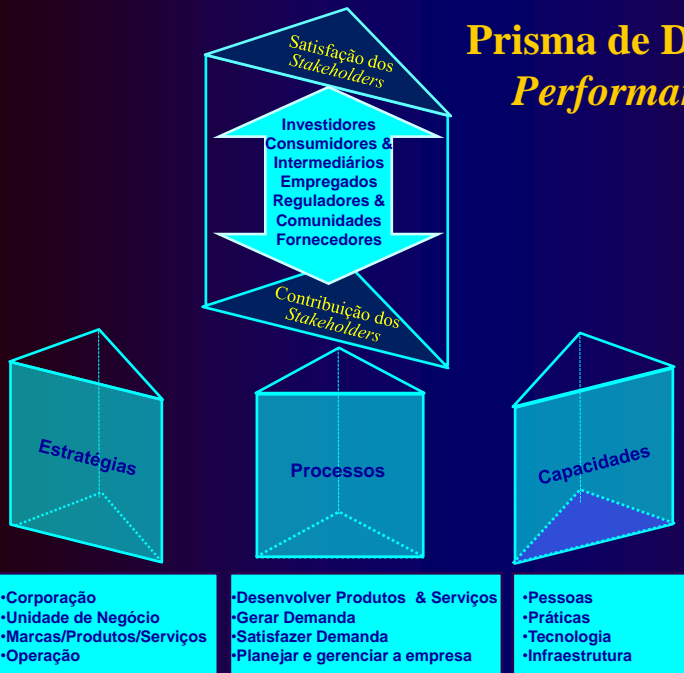 Prisma de D
Performa
Satisfação dos
Stakeholders
Investidores
Consumidores &
Intermediários
Empregados
Reguladores &
Comunidades
Fornecedores
Contribuição dos
Stakeholders
Estratégias
Processos
Capacidades
•Corporação
•Unidade de Negócio
•Marcas/Produtos/Serviços
•Operação
•Desenvolver Produtos & Serviços
•Gerar Demanda
•Satisfazer Demanda
•Planejar e gerenciar a empresa
•Pessoas
•Práticas
•Tecnologia
•Infraestrutura